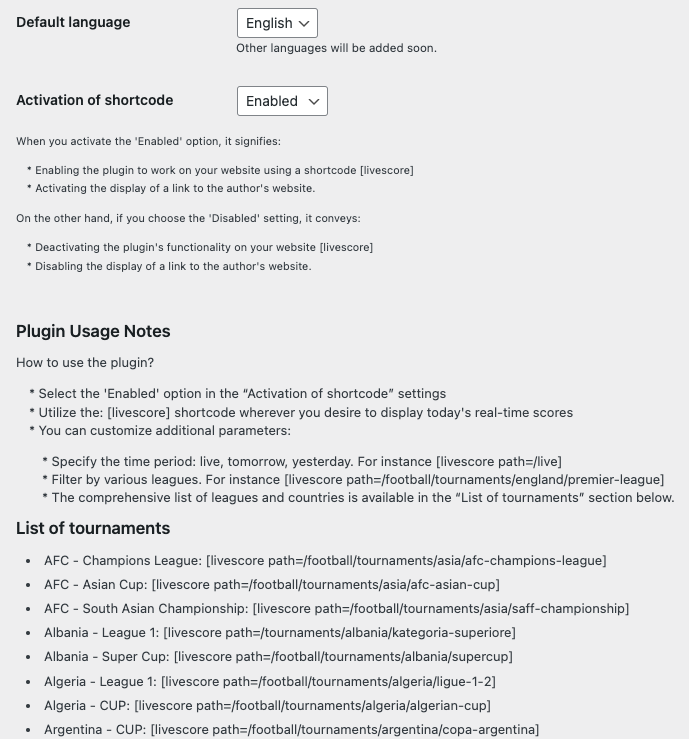 Default language
English
Other languages will be added soon.
Activation of shortcode
Enabled
When you activate the 'Enabled' option, it signifies:
* Enabling the plugin to work on your website using a shortcode [livescore]
* Activating the display of a link to the author's website.
On the other hand, if you choose the 'Disabled' setting, it conveys:
* Deactivating the plugin's functionality on your website [livescore]
* Disabling the display of a link to the author's website.
Plugin Usage Notes
How to use the plugin?
* Select the 'Enabled' option in the “Activation of shortcode” settings
* Utilize the: [livescore] shortcode wherever you desire to display today's real-time scores
* You can customize additional parameters:
* Specify the time period: live, tomorrow, yesterday. For instance [livescore path=/live]
* Filter by various leagues. For instance [livescore path=/football/tournaments/england/premier-league]
* The comprehensive list of leagues and countries is available in the “List of tournaments” section below.
List of tournaments
• AFC - Champions League: [livescore path=/football/tournaments/asia/afc-champions-league]
• AFC - Asian Cup: [livescore path=/football/tournaments/asia/afc-asian-cup]
• AFC - South Asian Championship: [livescore path=/football/tournaments/asia/saff-championship]
• Albania - League 1: [livescore path=/tournaments/albania/kategoria-superiore]
• Albania - Super Cup: [livescore path=/football/tournaments/albania/supercup]
• Algeria - League 1: [livescore path=/football/tournaments/algeria/ligue-1-2]
• Algeria - CUP: [livescore path=/football/tournaments/algeria/algerian-cup]
• Argentina - CUP: [livescore path=/football/tournaments/argentina/copa-argentina]